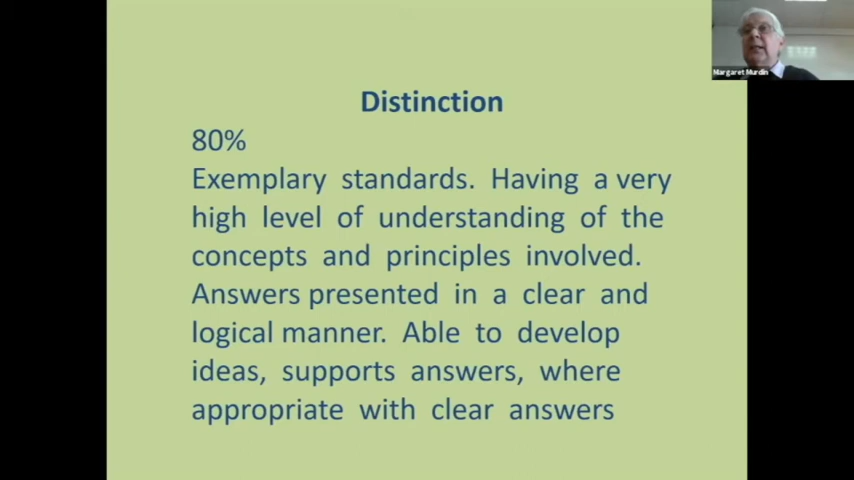 Margaret Murdin
Distinction
80%
Exemplary standards. Having a very
high level of understanding of the
concepts and principles involved.
Answers presented in a clear and
logical manner. Able to develop
ideas, supports answers, where
appropriate with clear answers